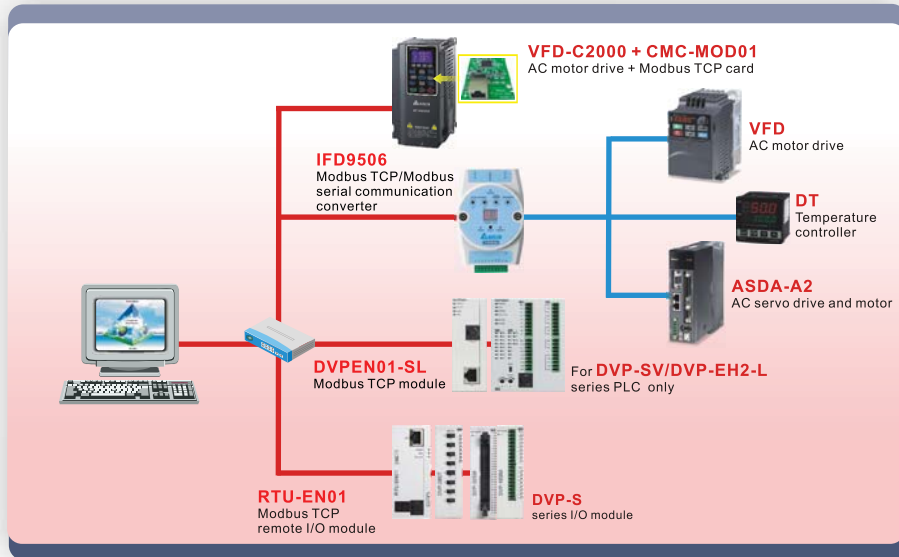 VFD-C2000 + CMC-MOD01
AC motor drive + Modbus TCP card
VFD
AC motor drive
IFD9506
Modbus TCP/Modbus
serial communication
converter
DT
Temperature
controller
ASDA-A2
AC servo drive and motor
DVPEN01-SL
Modbus TCP module
For DVP-SV/DVP-EH2-L
series PLC only
RTU-EN01
Modbus TCP
remote I/O module
DVP-S
series I/O module